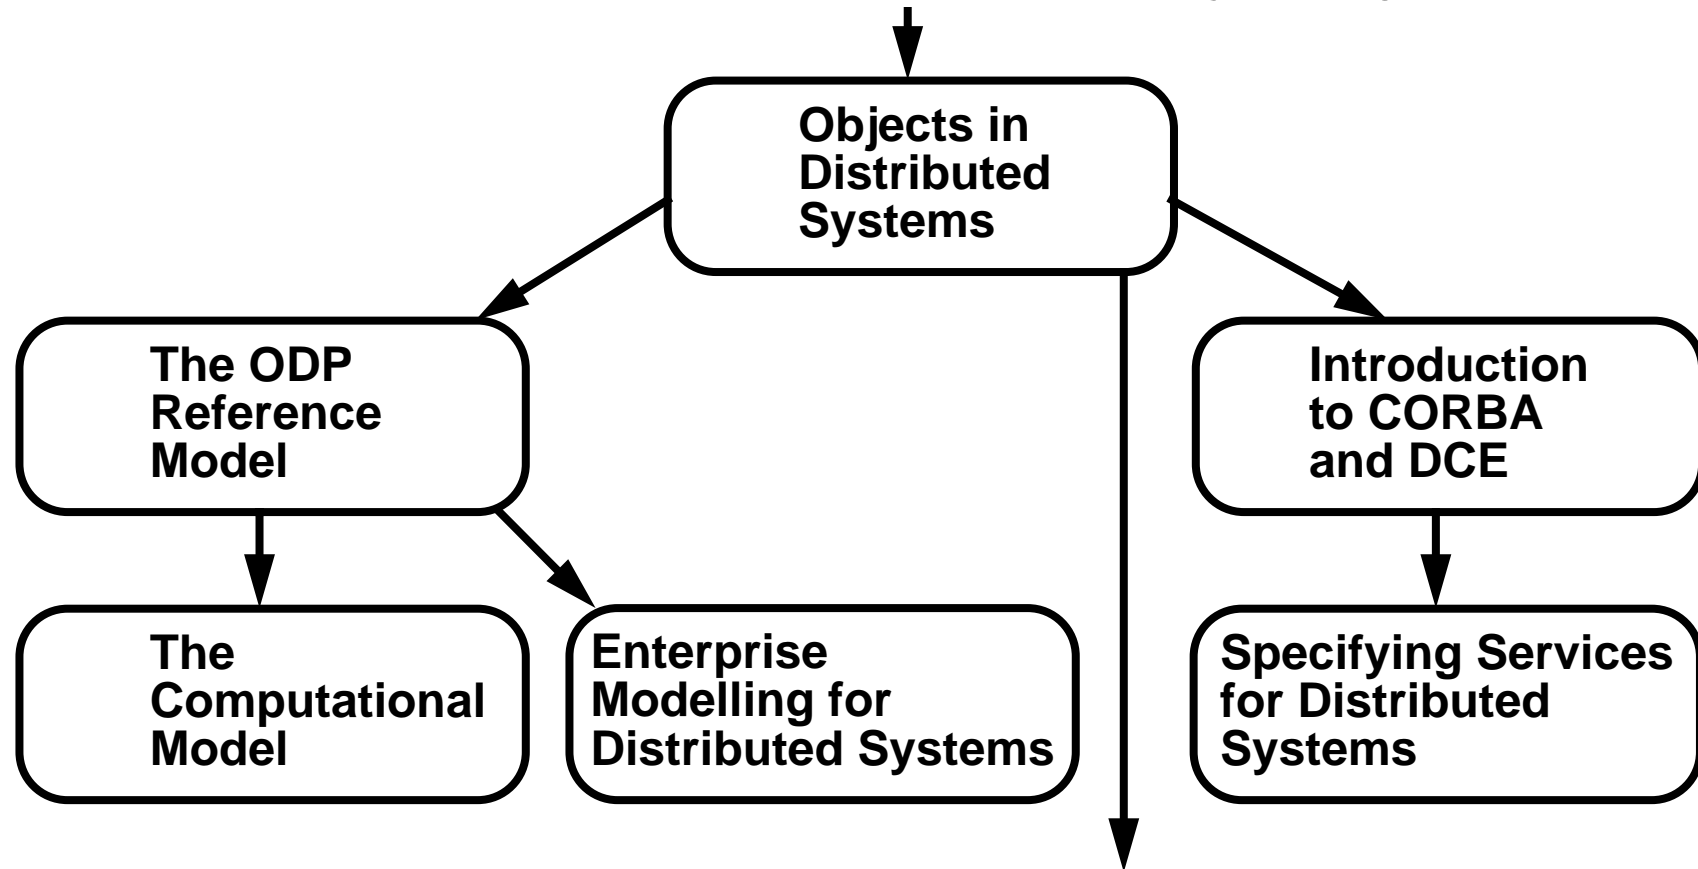 Objects in
Distributed
Systems
The ODP
Reference
Model
Introduction
to CORBA
and DCE
The
Computational
Model
Enterprise
Modelling for
Distributed Systems
Specifying Services
for Distributed
Systems